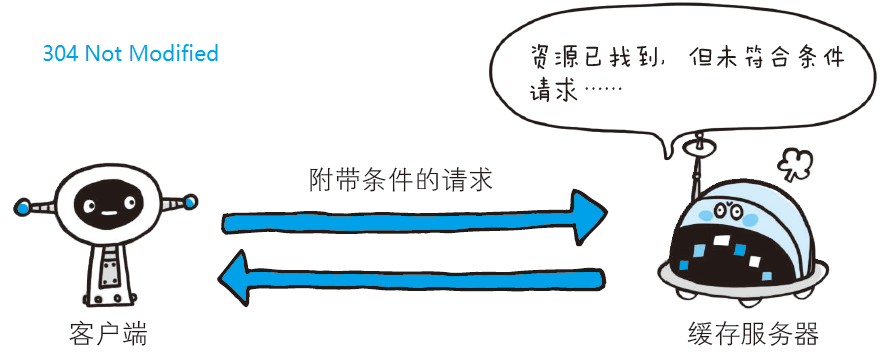 304 Not Modified
资源已找到，但未符合条件
请求……
附带条件的请求
客户端
缓存服务器